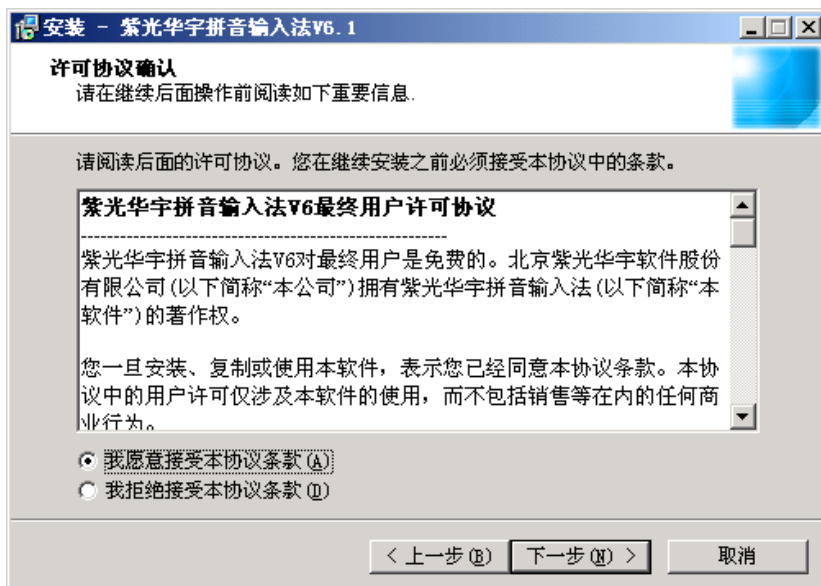 安装 - 紫光华宇拼音输入法V6.1
许可协议确认
请在继续后面操作前阅读如下重要信息.
请阅读后面的许可协议。您在继续安装之前必须接受本协议中的条款。
紫光华宇拼音输入法V6最终用户许可协议
--------------------------------------------------------
紫光华宇拼音输入法V6对最终用户是免费的。北京紫光华宇软件股份
有限公司(以下简称“本公司”)拥有紫光华宇拼音输入法(以下简称“本
软件”)的著作权。
您一旦安装、复制或使用本软件，表示您已经同意本协议条款。本协
议中的用户许可仅涉及本软件的使用，而不包括销售等在内的任何商
业行为。
我愿意接受本协议条款(A)
我拒绝接受本协议条款(D)
< 上一步(B) 下一步(N) > 取消